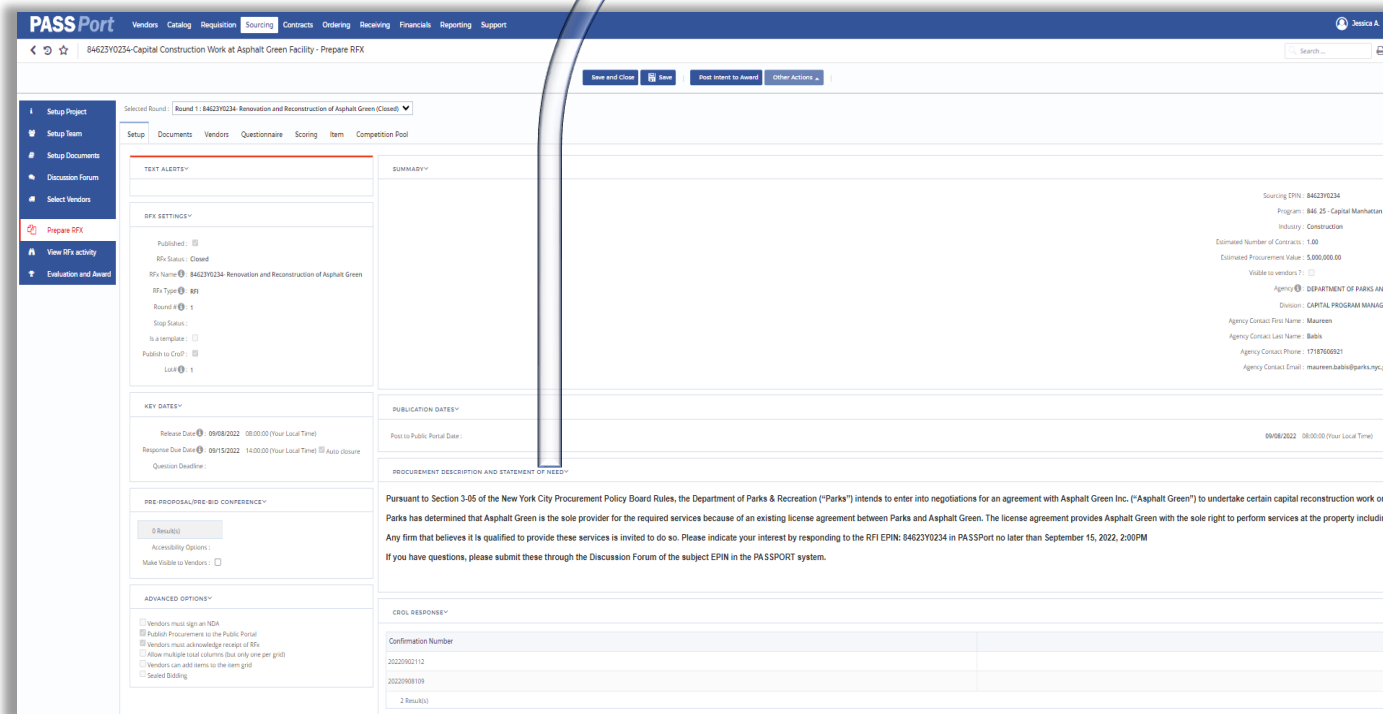 PASSPort Vendors Catalog Requisition Sourcing Contracts Ordering Receiving Financials Reporting Support Jessica A.
84623Y0234-Capital Construction Work at Asphalt Green Facility - Prepare RFX Search...
Save and Close Save Post Intent to Award Other Actions
Setup Project
Setup Team
Setup Documents
Discussion Forum
Select Vendors
Prepare RFX
View RFx activity
Evaluation and Award
Selected Round : Round 1 : 84623Y0234- Renovation and Reconstruction of Asphalt Green (Closed)
Setup Documents Vendors Questionnaire Scoring Item Competition Pool
TEXT ALERTS
RFX SETTINGS
Published :
RFx Status : Closed
RFx Name : 84623Y0234- Renovation and Reconstruction of Asphalt Green
RFx Type : RFI
Round # : 1
Stop Status :
Is a template :
Publish to Crol? :
Lot# : 1
KEY DATES
Release Date : 09/08/2022 08:00:00 (Your Local Time)
Response Due Date : 09/15/2022 14:00:00 (Your Local Time) Auto closure
Question Deadline :
PRE-PROPOSAL/PRE-BID CONFERENCE
0 Result(s)
Accessibility Options :
Make Visible to Vendors :
ADVANCED OPTIONS
Vendors must sign an NDA
Publish Procurement to the Public Portal
Vendors must acknowledge receipt of RFx
Allow multiple total columns (but only one per grid)
Vendors can add items to the item grid
Sealed Bidding
SUMMARY
Sourcing EPIN : 84623Y0234
Program : 846 25 - Capital Manhattan
Industry : Construction
Estimated Number of Contracts : 1.00
Estimated Procurement Value : 5,000,000.00
Visible to vendors ? :
Agency : DEPARTMENT OF PARKS AN
Division : CAPITAL PROGRAM MANAG
Agency Contact First Name : Maureen
Agency Contact Last Name : Babis
Agency Contact Phone : 17187606921
Agency Contact Email : maureen.babis@parks.nyc.
PUBLICATION DATES
Post to Public Portal Date : 09/08/2022 08:00:00 (Your Local Time)
PROCUREMENT DESCRIPTION AND STATEMENT OF NEED
Pursuant to Section 3-05 of the New York City Procurement Policy Board Rules, the Department of Parks & Recreation (“Parks”) intends to enter into negotiations for an agreement with Asphalt Green Inc. (“Asphalt Green”) to undertake certain capital reconstruction work or
Parks has determined that Asphalt Green is the sole provider for the required services because of an existing license agreement between Parks and Asphalt Green. The license agreement provides Asphalt Green with the sole right to perform services at the property includi
Any firm that believes it is qualified to provide these services is invited to do so. Please indicate your interest by responding to the RFI EPIN: 84623Y0234 in PASSPort no later than September 15, 2022, 2:00PM
If you have questions, please submit these through the Discussion Forum of the subject EPIN in the PASSPORT system.
CROL RESPONSE
Confirmation Number
20220902112
20220908109
2 Result(s)